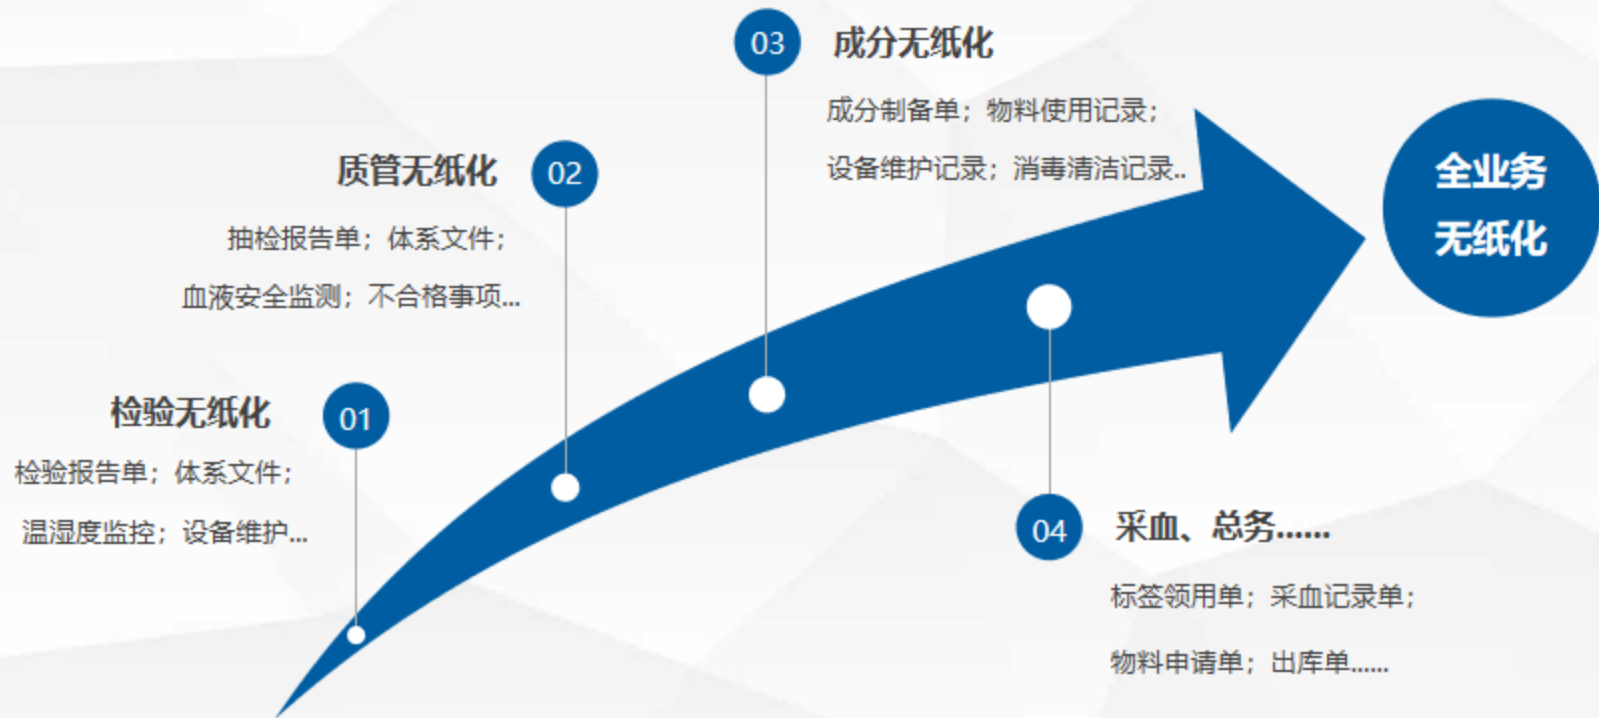 01
检验无纸化
检验报告单；体系文件；
温湿度监控；设备维护...
02
质管无纸化
抽检报告单；体系文件；
血液安全监测；不合格事项...
03
成分无纸化
成分制备单；物料使用记录；
设备维护记录；消毒清洁记录..
04
采血、总务......
标签领用单；采血记录单；
物料申请单；出库单......
全业务
无纸化